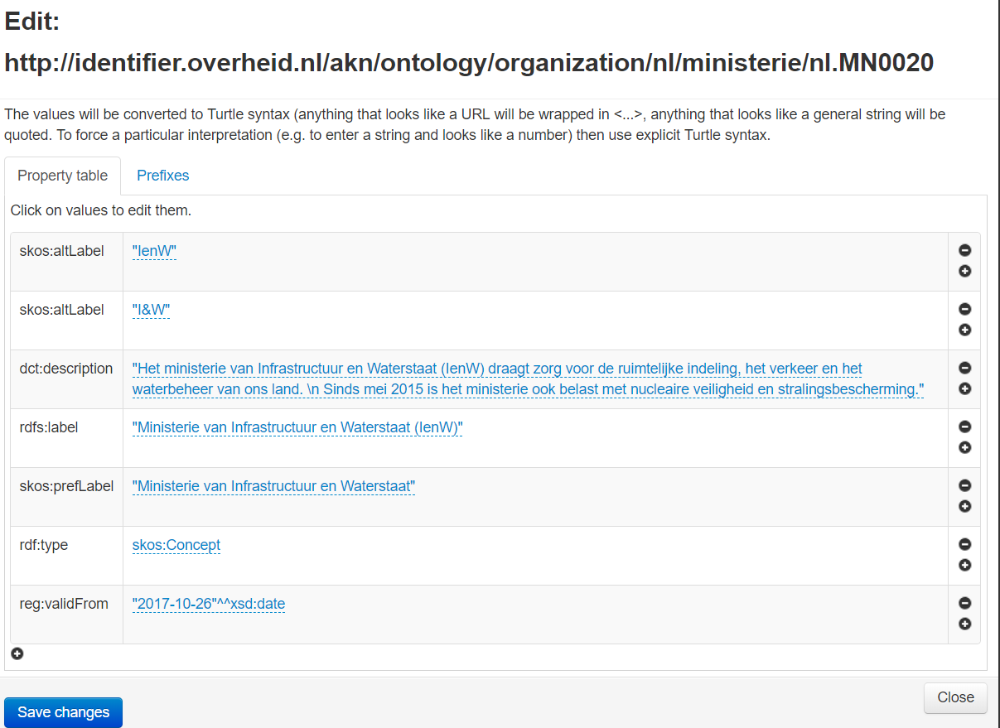 Edit:
http://identifier.overheid.nl/akn/ontology/organization/nl/ministerie/nl.MN0020
The values will be converted to Turtle syntax (anything that looks like a URL will be wrapped in <...>, anything that looks like a general string will be
quoted. To force a particular interpretation (e.g. to enter a string and looks like a number) then use explicit Turtle syntax.
Property table Prefixes
Click on values to edit them.
skos:altLabel "IenW"
skos:altLabel "I&W"
dct:description "Het ministerie van Infrastructuur en Waterstaat (IenW) draagt zorg voor de ruimtelijke indeling, het verkeer en het
waterbeheer van ons land. \n Sinds mei 2015 is het ministerie ook belast met nucleaire veiligheid en stralingsbescherming."
rdfs:label "Ministerie van Infrastructuur en Waterstaat (IenW)"
skos:prefLabel "Ministerie van Infrastructuur en Waterstaat"
rdf:type skos:Concept
reg:validFrom "2017-10-26"^^xsd:date
Save changes Close